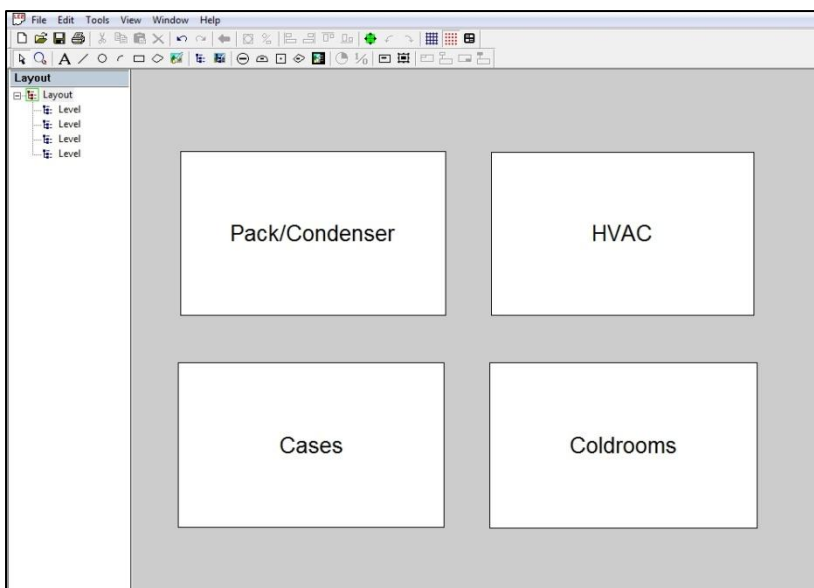 File Edit Tools View Window Help
Layout
Layout
Level
Level
Level
Level
Pack/Condenser
HVAC
Cases
Coldrooms